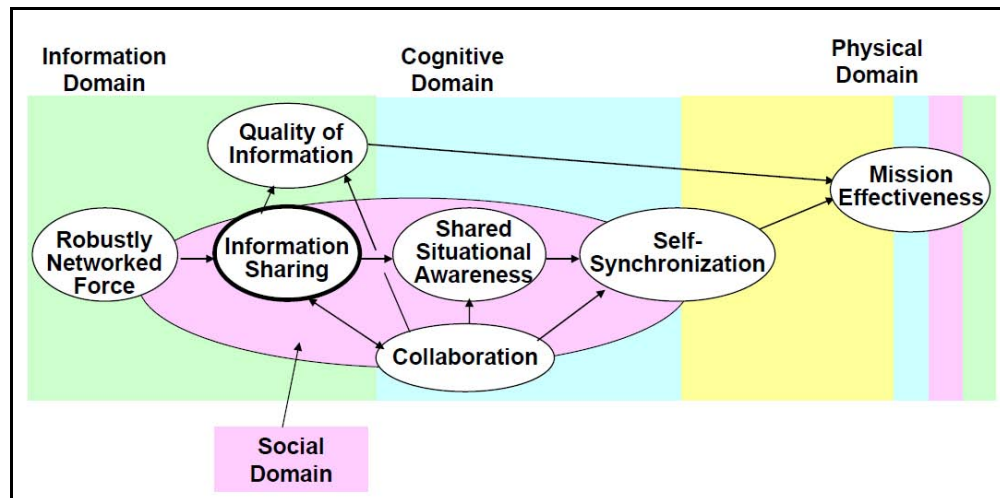 Information
Domain
Cognitive
Domain
Physical
Domain
Quality of
Information
Mission
Effectiveness
Robustly
Networked
Force
Information
Sharing
Shared
Situational
Awareness
Self-
Synchronization
Collaboration
Social
Domain